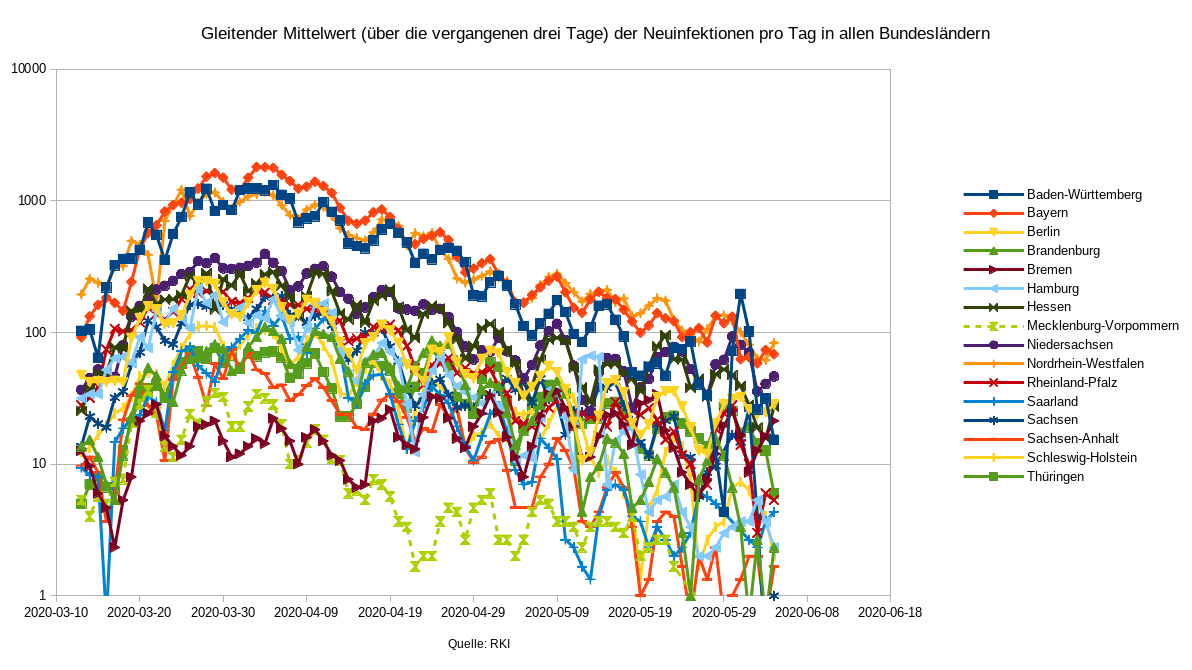 Gleitender Mittelwert (über die vergangenen drei Tage) der Neuinfektionen pro Tag in allen Bundesländern
10000
1000
100
10
1
2020-03-10 2020-03-20 2020-03-30 2020-04-09 2020-04-19 2020-04-29 2020-05-09 2020-05-19 2020-05-29 2020-06-08 2020-06-18
Quelle: RKI
Baden-Württemberg
Bayern
Berlin
Brandenburg
Bremen
Hamburg
Hessen
Mecklenburg-Vorpommern
Niedersachsen
Nordrhein-Westfalen
Rheinland-Pfalz
Saarland
Sachsen
Sachsen-Anhalt
Schleswig-Holstein
Thüringen